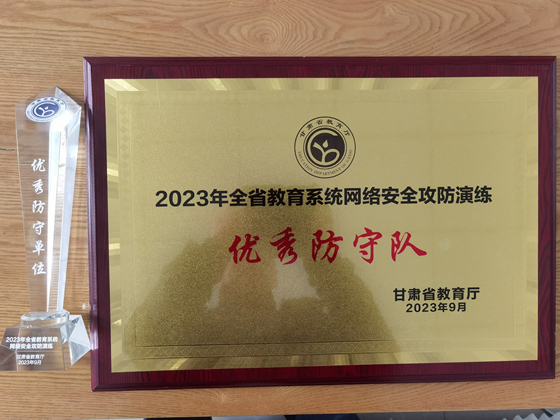 优秀防守单位
2023年全省教育系统
网络安全攻防演练
甘肃省教育厅
2023年9月
甘肃省教育厅
2023年全省教育系统网络安全攻防演练
优秀防守队
甘肃省教育厅
2023年9月